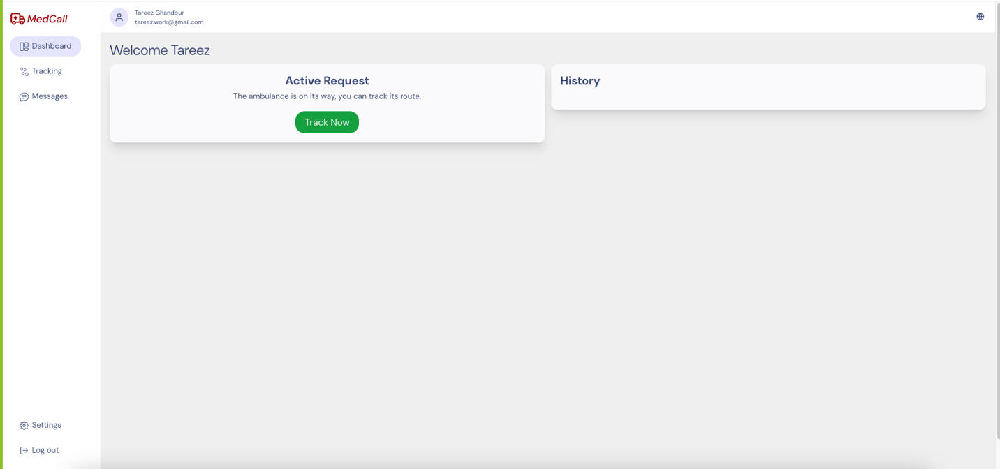 MedCall
Dashboard
Tracking
Messages
Settings
Log out
Tareez Ghandour
tareez.work@gmail.com
Welcome Tareez
Active Request
The ambulance is on its way, you can track its route.
Track Now
History